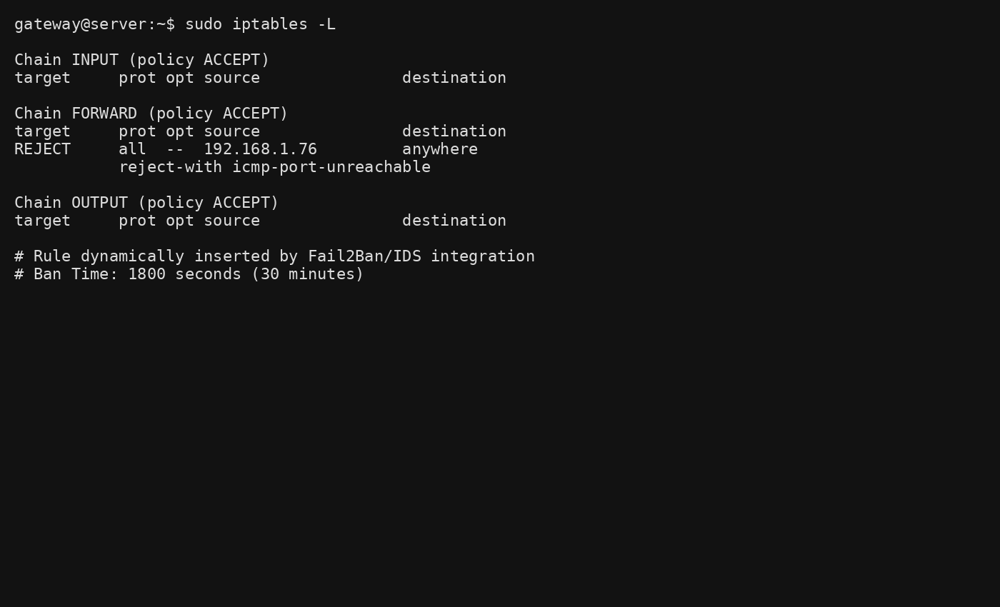 gateway@server:~$ sudo iptables -L
Chain INPUT (policy ACCEPT)
target     prot opt source               destination
Chain FORWARD (policy ACCEPT)
target     prot opt source               destination
REJECT     all  --  192.168.1.76         anywhere
           reject-with icmp-port-unreachable
Chain OUTPUT (policy ACCEPT)
target     prot opt source               destination
# Rule dynamically inserted by Fail2Ban/IDS integration
# Ban Time: 1800 seconds (30 minutes)